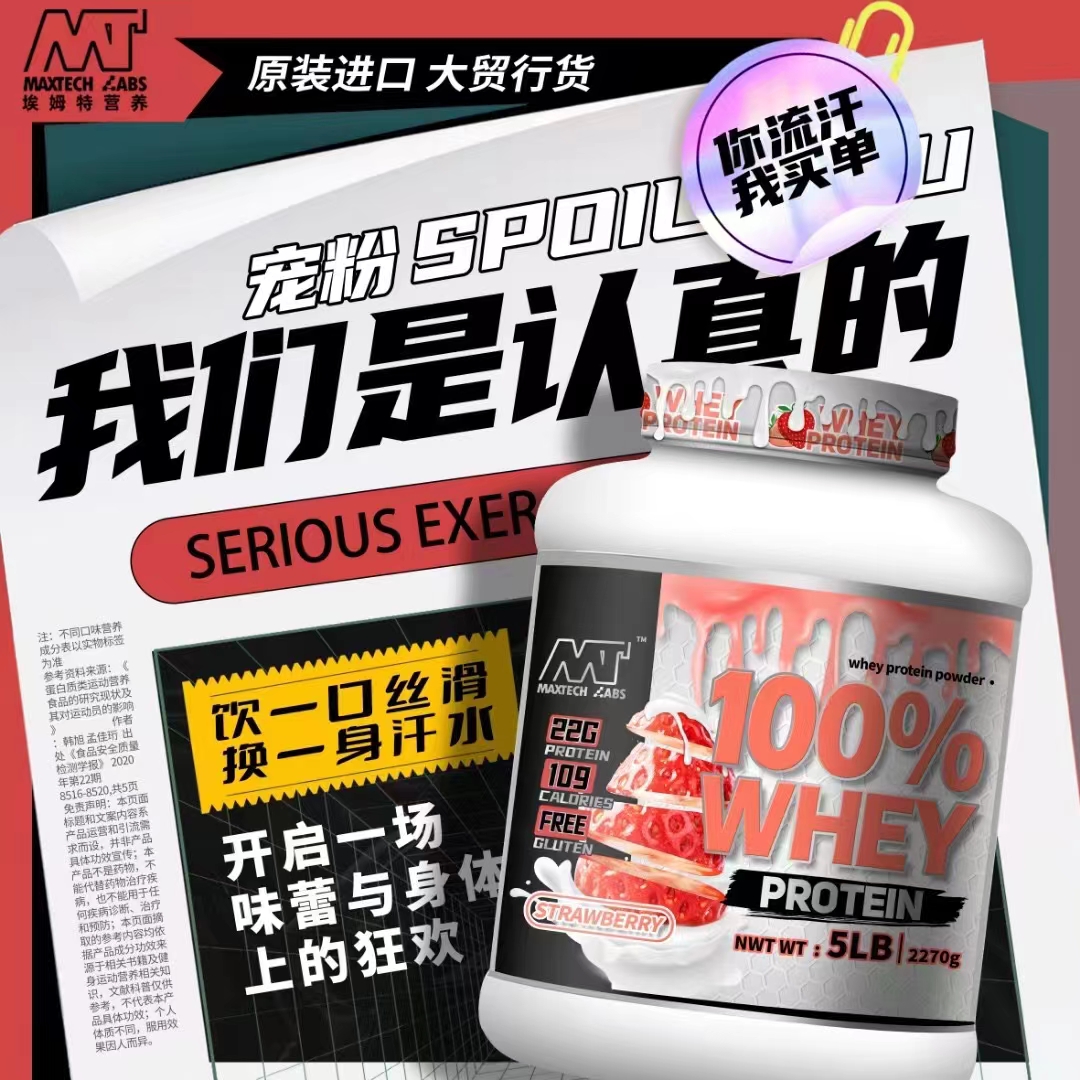 MT
MAXTECH LABS
埃姆特营养
原装进口 大贸行货
你流汗
我买单
宠粉 SPOIL U
我们是认真的
SERIOUS EXER
WHEY
PROTEIN
WHEY
PROTEIN
注：不同口味营养
成分表以实物标签
为准
参考资料来源：《
蛋白质类运动营养
食品的研究现状及
其对运动员的影响
》 作者
：韩旭 孟佳珩 出
处《食品安全质量
检测学报》2020
年第22期
8516-8520,共5页
免责声明：本页面
标题和文案内容系
产品运营和引流需
求而设，并非产品
具体功效宣传；本
产品不是药物，不
能代替药物治疗疾
病，也不能用于任
何疾病诊断、治疗
和预防；本页面摘
取的参考内容均依
据产品成分功效来
源于相关书籍及健
身运动营养相关知
识，文献科普仅供
参考，不代表本产
品具体功效；个人
体质不同，服用效
果因人而异。
饮一口丝滑
换一身汗水
开启一场
味蕾与身体
上的狂欢
MT™
MAXTECH LABS
whey protein powder •
100%
WHEY
PROTEIN
22G
PROTEIN
109
CALORIES
FREE
GLUTEN
STRAWBERRY
NWT WT : 5LB | 2270g